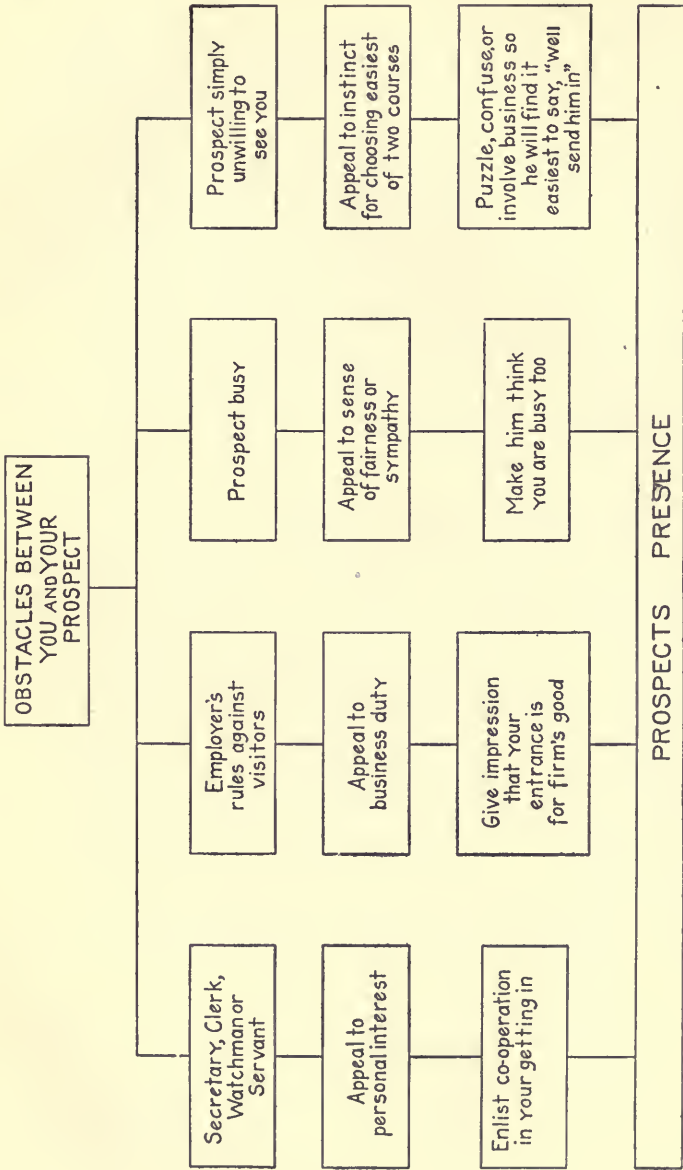 OBSTACLES BETWEEN
YOU AND YOUR
PROSPECT
Secretary, Clerk,
Watchman or
Servant
Employer's
rules against
visitors
Prospect busy
Prospect simply
unwilling to
see you
Appeal to
personal interest
Appeal to
business duty
Appeal to sense
of fairness or
sympathy
Appeal to instinct
for choosing easiest
of two courses
Enlist co-operation
in your getting in
Give impression
that your
entrance is
for firm's good
Make him think
you are busy too
Puzzle, confuse, or
involve business so
he will find it
easiest to say, "well
send him in"
PROSPECTS PRESENCE